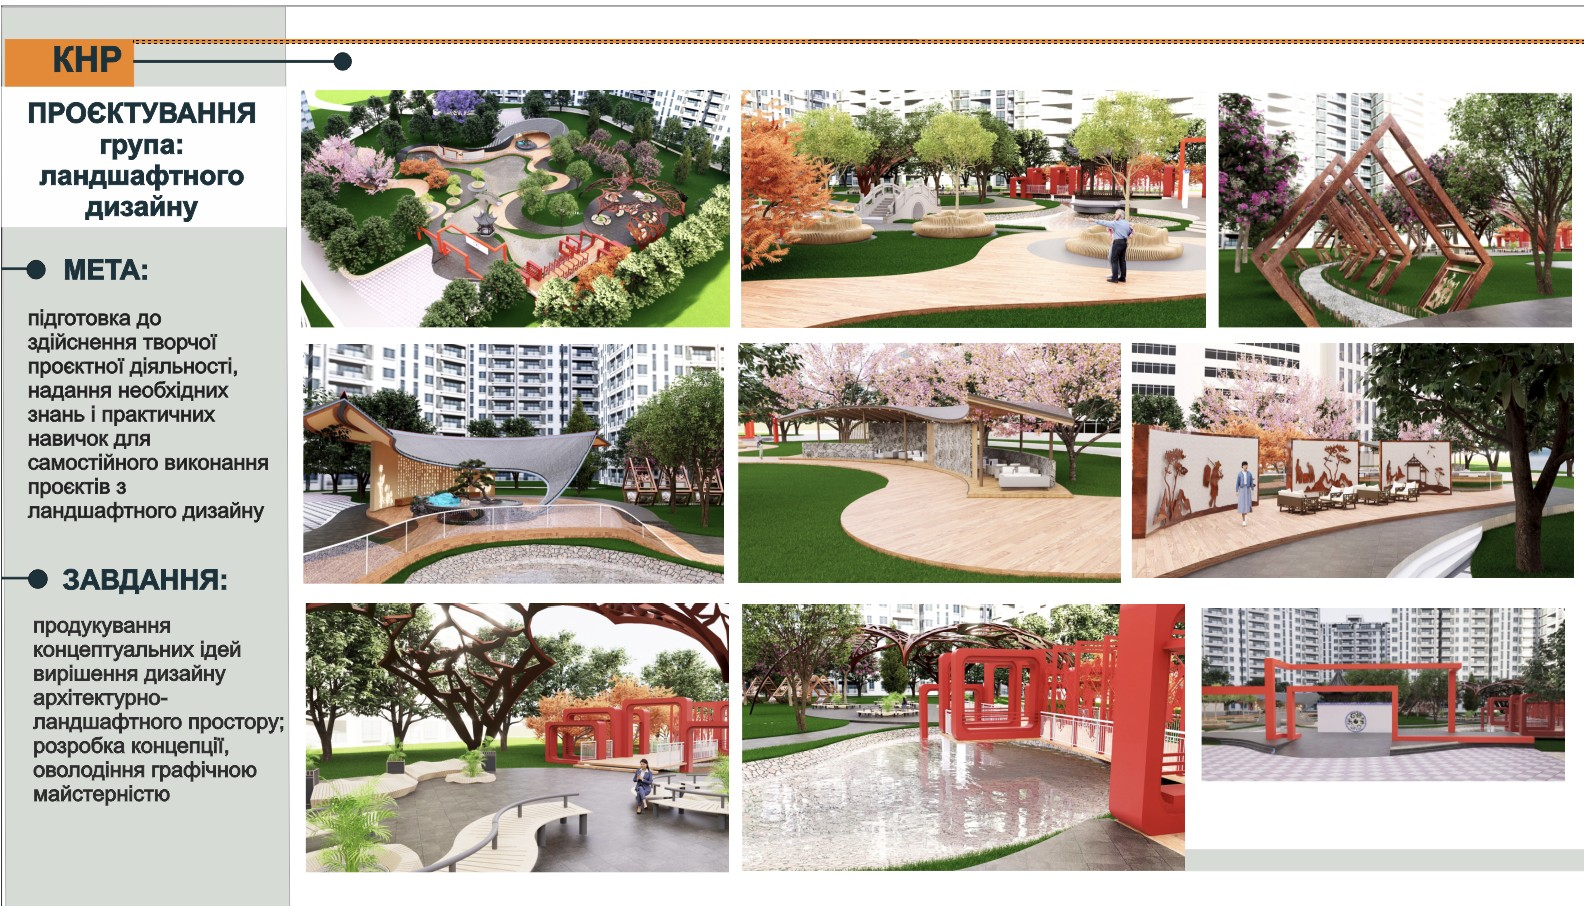 КНР
ПРОЄКТУВАННЯ
група:
ландшафтного
дизайну
МЕТА:
підготовка до
здійснення творчої
проєктної діяльності,
надання необхідних
знань і практичних
навичок для
самостійного виконання
проєктів з
ландшафтного дизайну
ЗАВДАННЯ:
продукування
концептуальних ідей
вирішення дизайну
архітектурно-
ландшафтного простору;
розробка концепції,
оволодіння графічною
майстерністю